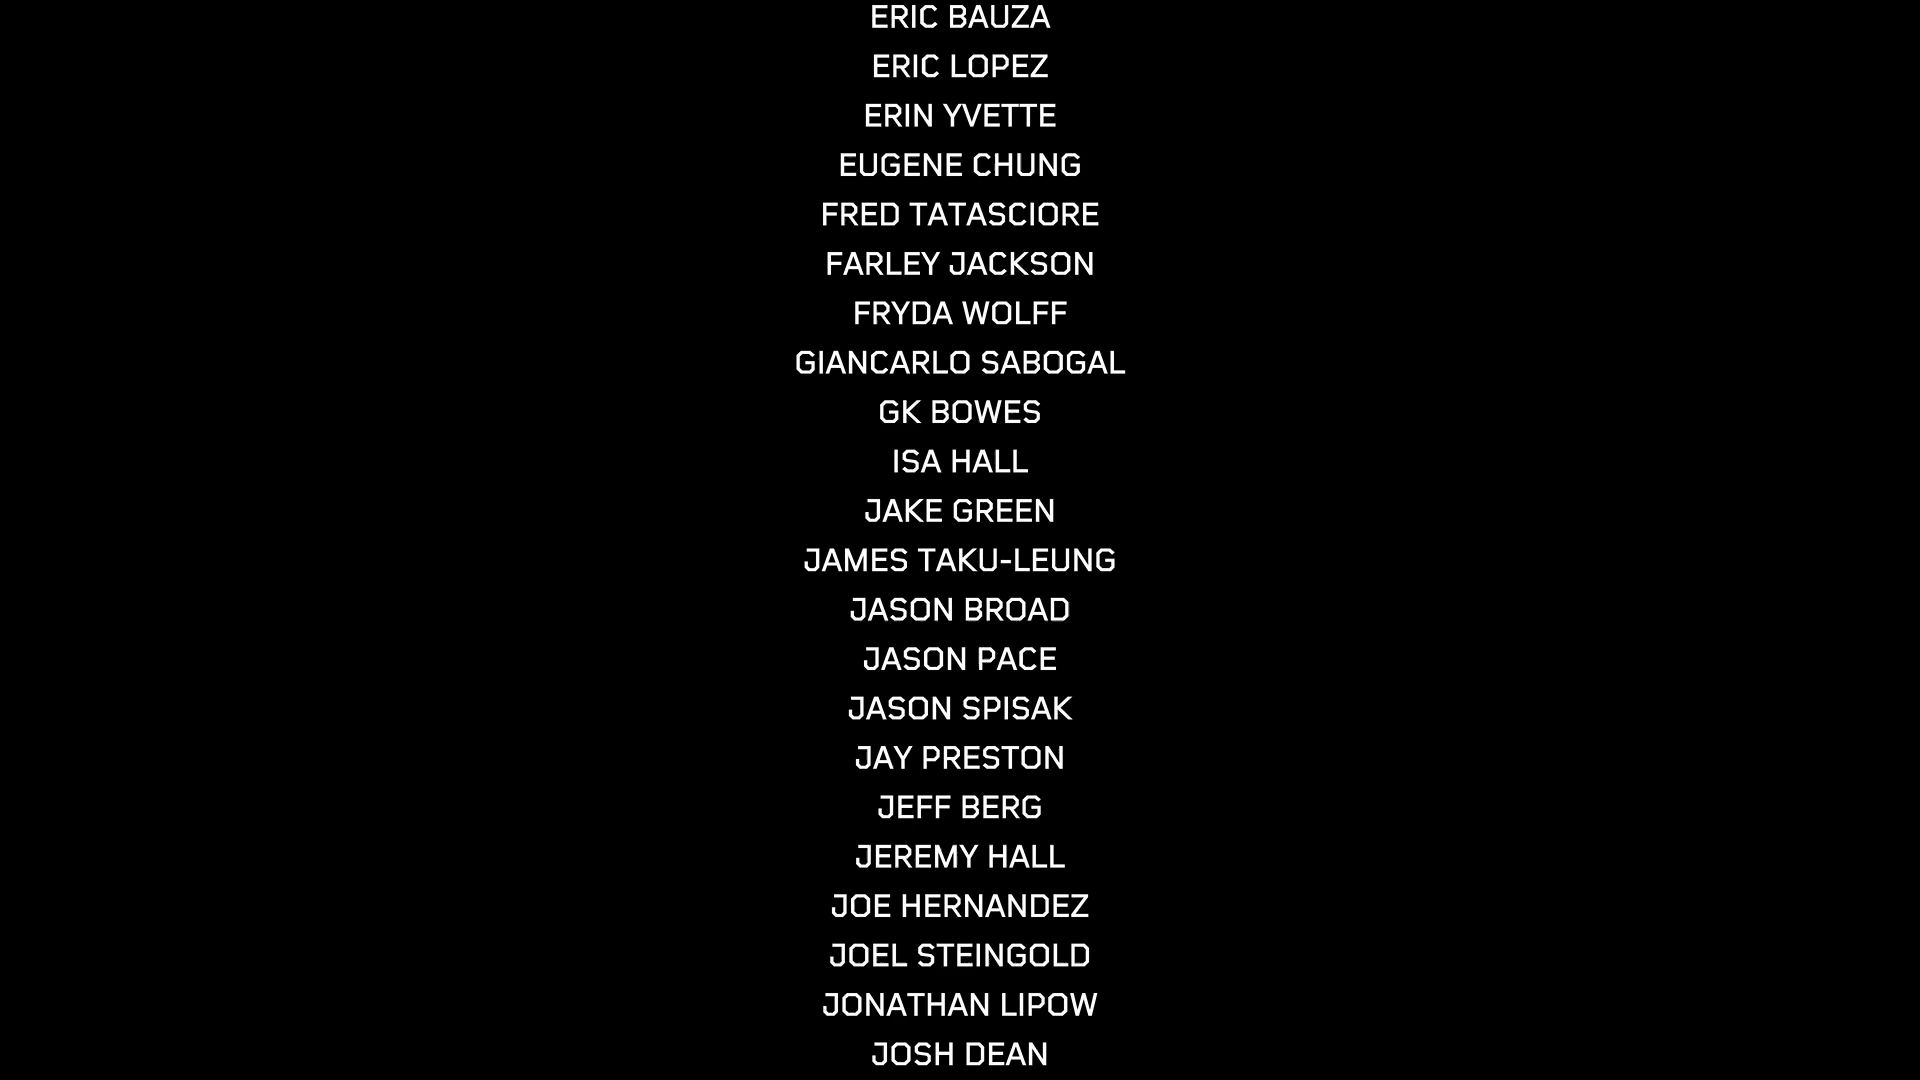 ERIC BAUZA
ERIC LOPEZ
ERIN YVETTE
EUGENE CHUNG
FRED TATASCIORE
FARLEY JACKSON
FRYDA WOLFF
GIANCARLO SABOGAL
GK BOWES
ISA HALL
JAKE GREEN
JAMES TAKU-LEUNG
JASON BROAD
JASON PACE
JASON SPISAK
JAY PRESTON
JEFF BERG
JEREMY HALL
JOE HERNANDEZ
JOEL STEINGOLD
JONATHAN LIPOW
JOSH DEAN